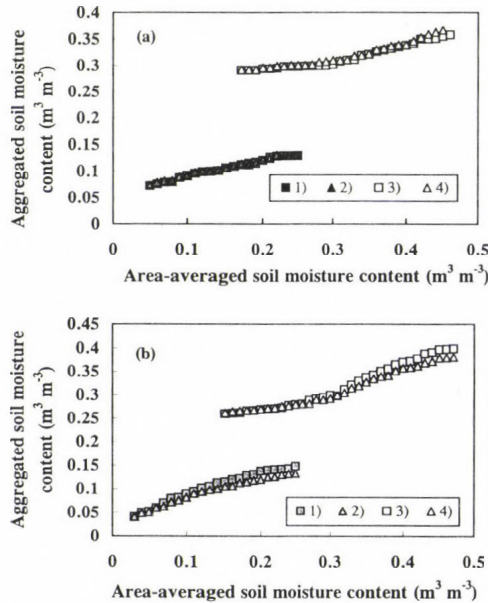 (a)
Aggregated soil moisture
content (m³ m⁻³)
0.4
0.35
0.3
0.25
0.2
0.15
0.1
0.05
0
1) 2) 3) 4)
0 0.1 0.2 0.3 0.4 0.5
Area-averaged soil moisture content (m³ m⁻³)
(b)
Aggregated soil moisture
content (m³ m⁻³)
0.45
0.4
0.35
0.3
0.25
0.2
0.15
0.1
0.05
0
1) 2) 3) 4)
0 0.1 0.2 0.3 0.4 0.5
Area-averaged soil moisture content (m³ m⁻³)